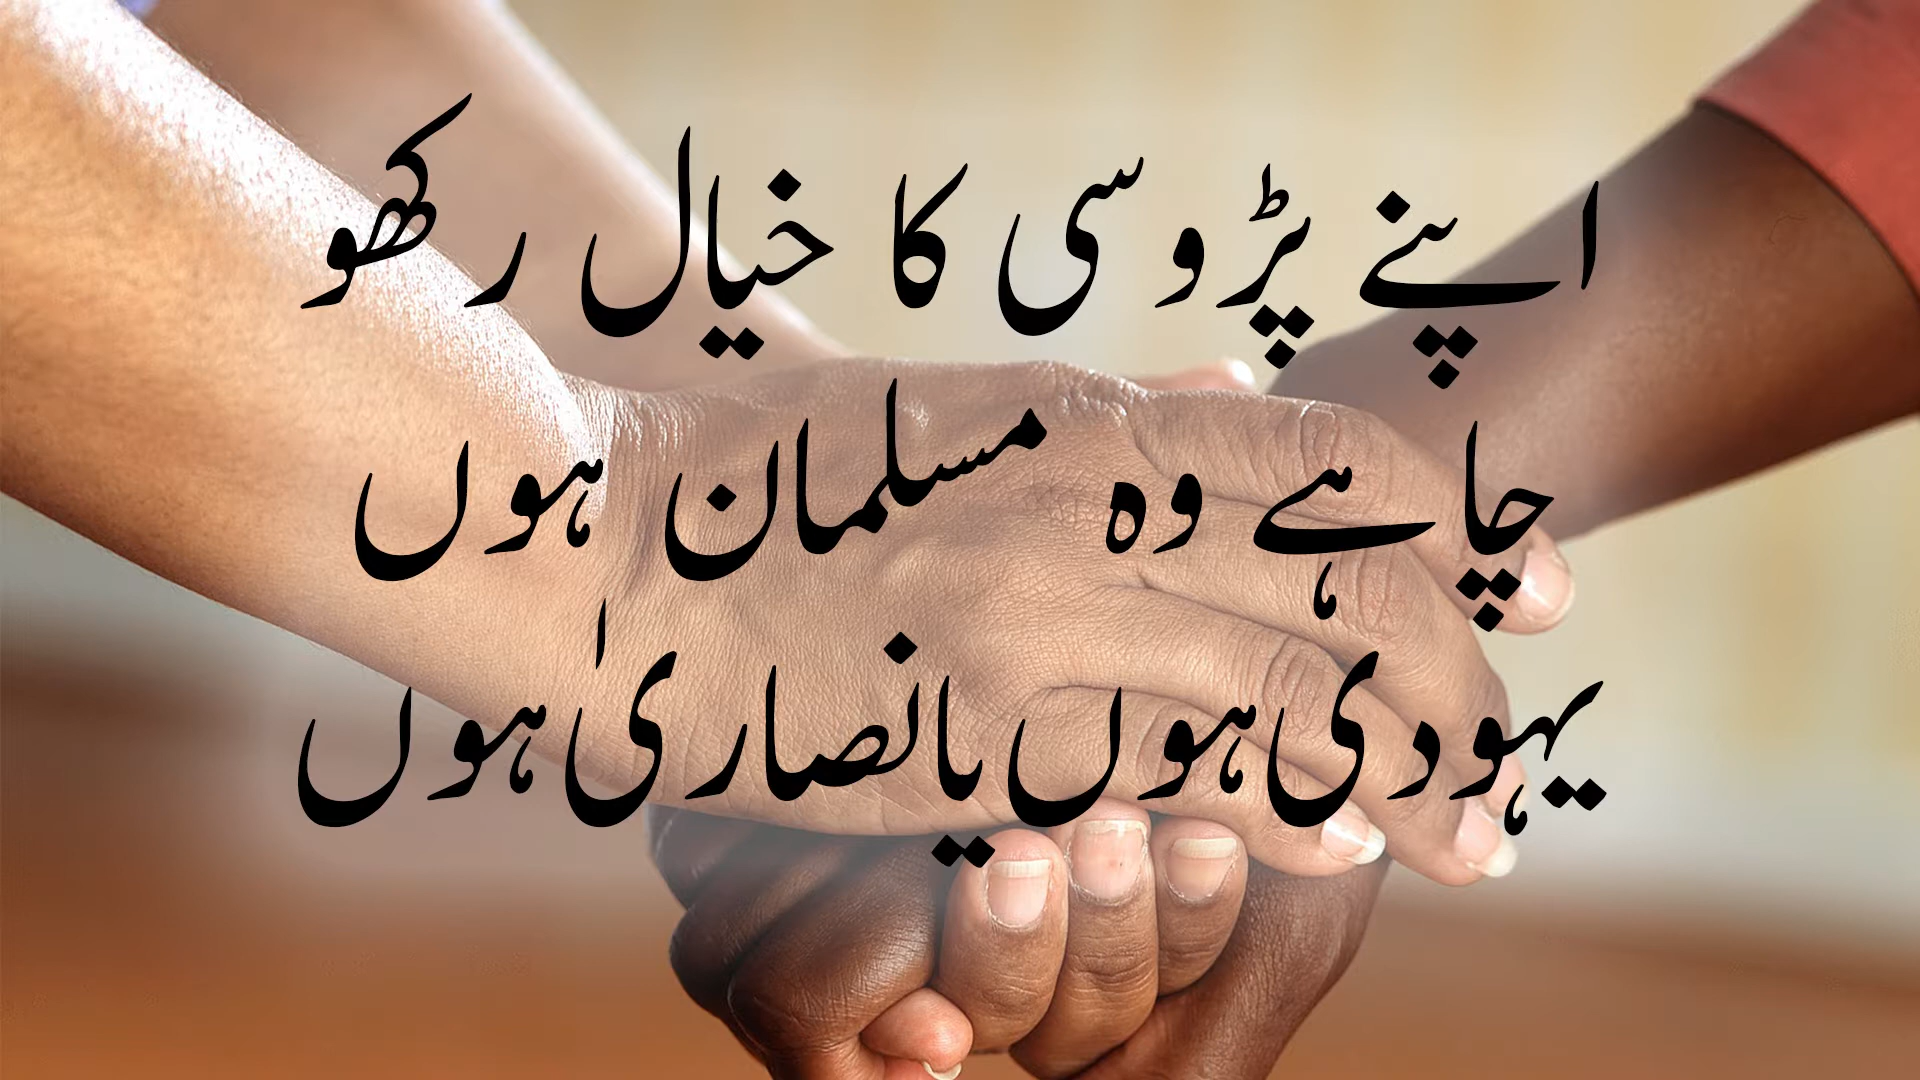 اپنے پڑوسی کا خیال رکھو
چاہے وہ مسلمان ہوں
یہودی ہوں یا نصاریٰ ہوں